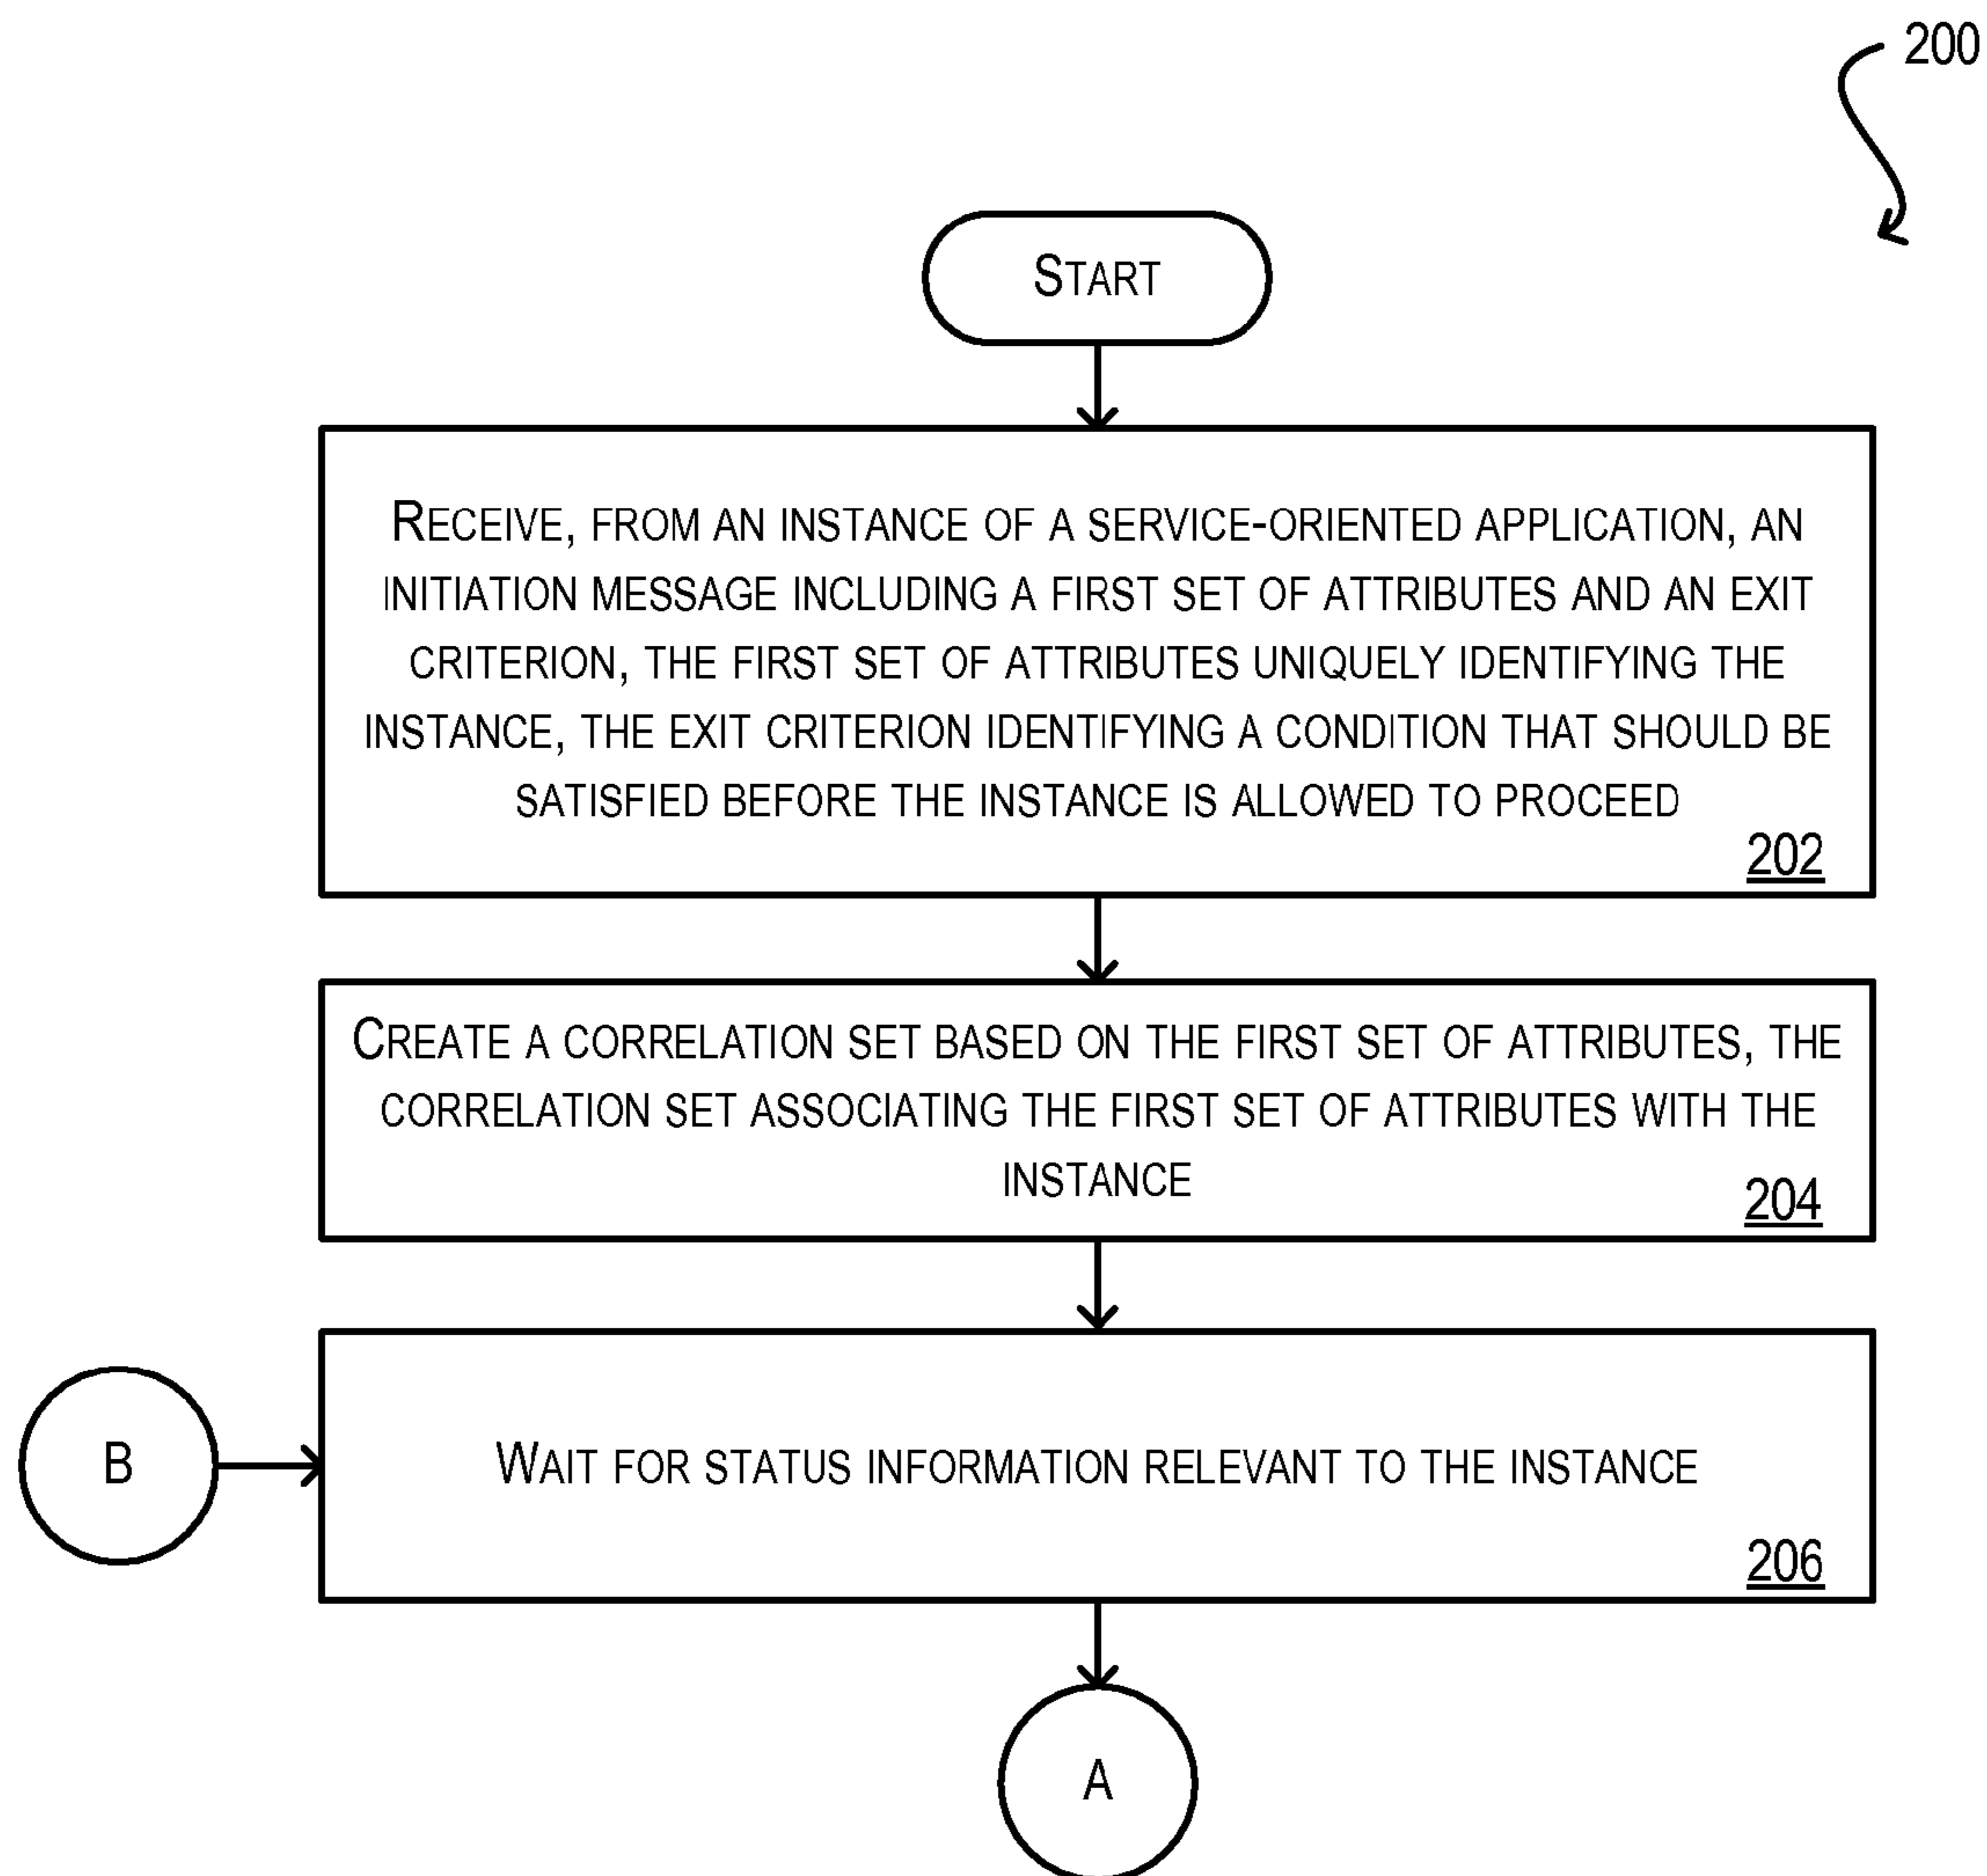 200
START
RECEIVE, FROM AN INSTANCE OF A SERVICE-ORIENTED APPLICATION, AN
INITIATION MESSAGE INCLUDING A FIRST SET OF ATTRIBUTES AND AN EXIT
CRITERION, THE FIRST SET OF ATTRIBUTES UNIQUELY IDENTIFYING THE
INSTANCE, THE EXIT CRITERION IDENTIFYING A CONDITION THAT SHOULD BE
SATISFIED BEFORE THE INSTANCE IS ALLOWED TO PROCEED
202
CREATE A CORRELATION SET BASED ON THE FIRST SET OF ATTRIBUTES, THE
CORRELATION SET ASSOCIATING THE FIRST SET OF ATTRIBUTES WITH THE
INSTANCE
204
B
WAIT FOR STATUS INFORMATION RELEVANT TO THE INSTANCE
206
A